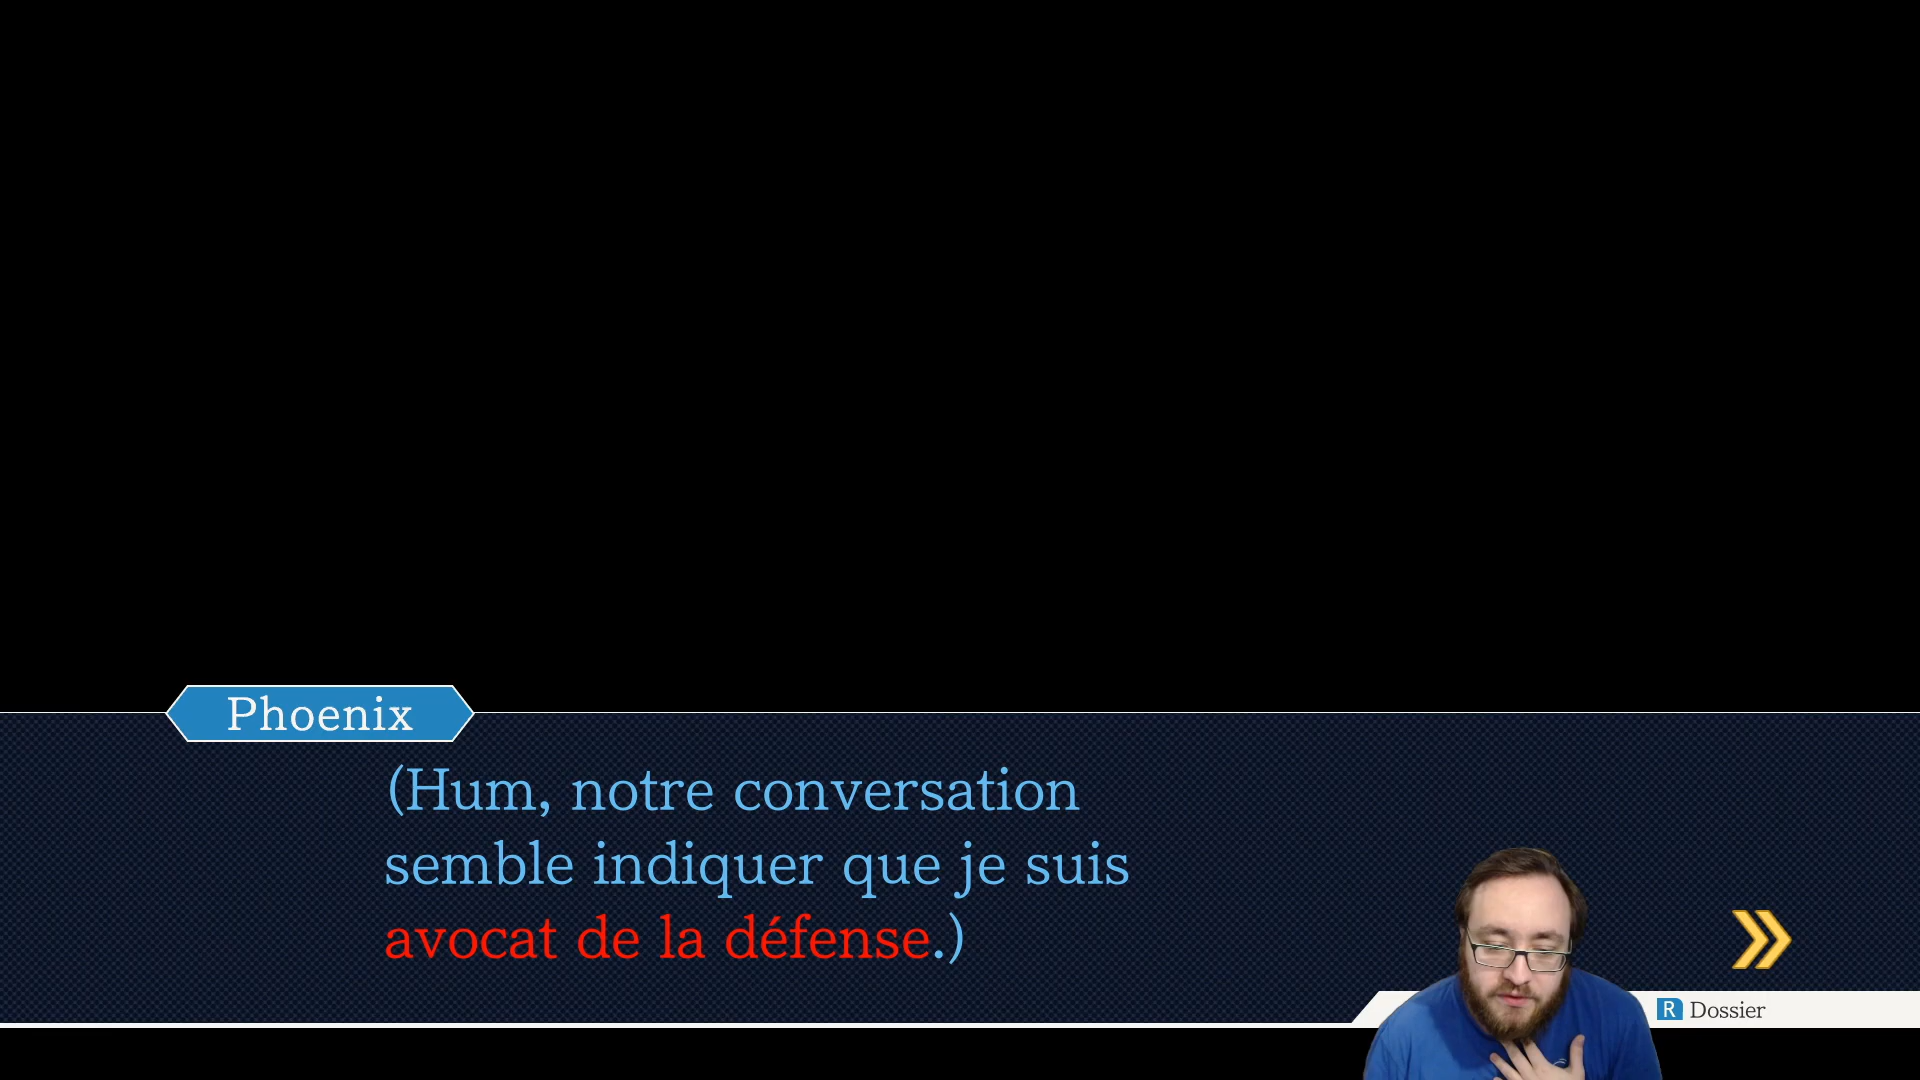 Phoenix
(Hum, notre conversation
semble indiquer que je suis
avocat de la défense.)
R Dossier